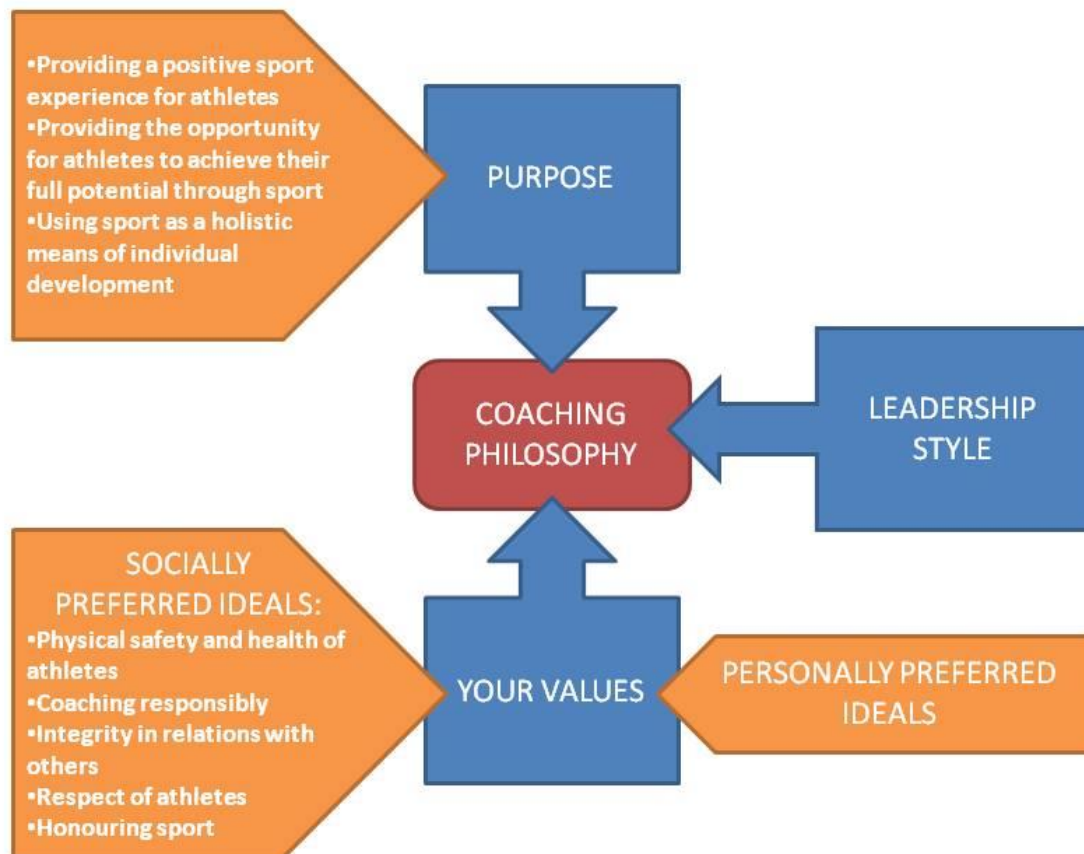 •Providing a positive sport
experience for athletes
•Providing the opportunity
for athletes to achieve their
full potential through sport
•Using sport as a holistic
means of individual
development
PURPOSE
COACHING
PHILOSOPHY
LEADERSHIP
STYLE
SOCIALLY
PREFERRED IDEALS:
•Physical safety and health of
athletes
•Coaching responsibly
•Integrity in relations with
others
•Respect of athletes
•Honouring sport
YOUR VALUES
PERSONALLY PREFERRED
IDEALS